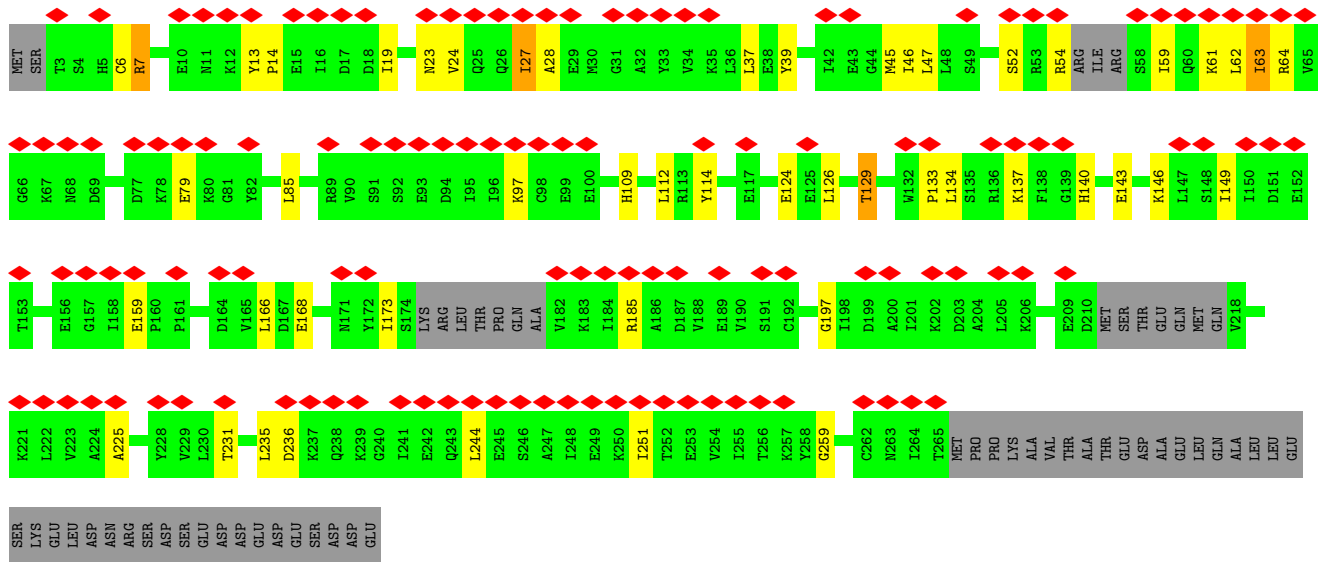 MET SER T3 S4 H5 C6 R7 E10 N11 K12 Y13 P14 E15 I16 D17 D18 I19 N23 V24 Q25 Q26 I27 A28 E29 M30 G31 A32 Y33 V34 K35 L36 L37 E38 Y39 I42 E43 G44 M45 I46 L47 L48 S49 S52 R53 R54 ARG ILE ARG S58 I59 Q60 K61 L62 I63 R64 V65
G66 K67 N68 D69 D77 K78 E79 K80 G81 Y82 L85 R89 V90 S91 S92 E93 D94 I95 I96 K97 C98 E99 E100 H109 L112 R113 Y114 E117 E124 E125 L126 T129 W132 P133 L134 S135 R136 K137 F138 G139 H140 E143 K146 L147 S148 I149 I150 D151 E152
T153 E156 G157 I158 E159 P160 P161 D164 V165 L166 D167 E168 N171 Y172 I173 S174 LYS ARG LEU THR PRO GLN ALA V182 K183 I184 R185 A186 D187 V188 E189 V190 S191 C192 G197 I198 D199 A200 I201 K202 D203 A204 L205 K206 E209 D210 MET SER THR GLU GLN MET GLN V218
K221 L222 V223 A224 A225 Y228 V229 L230 T231 L235 D236 K237 Q238 K239 G240 I241 E242 Q243 L244 E245 S246 A247 I248 E249 K250 I251 T252 E253 V254 I255 T256 K257 Y258 G259 C262 N263 I264 T265 MET PRO PRO LYS ALA VAL THR ALA THR GLU ASP ALA GLU LEU GLN ALA LEU LEU GLU
SER LYS GLU LEU ASP ASN ARG SER ASP SER GLU ASP ASP GLU ASP GLU SER ASP ASP GLU